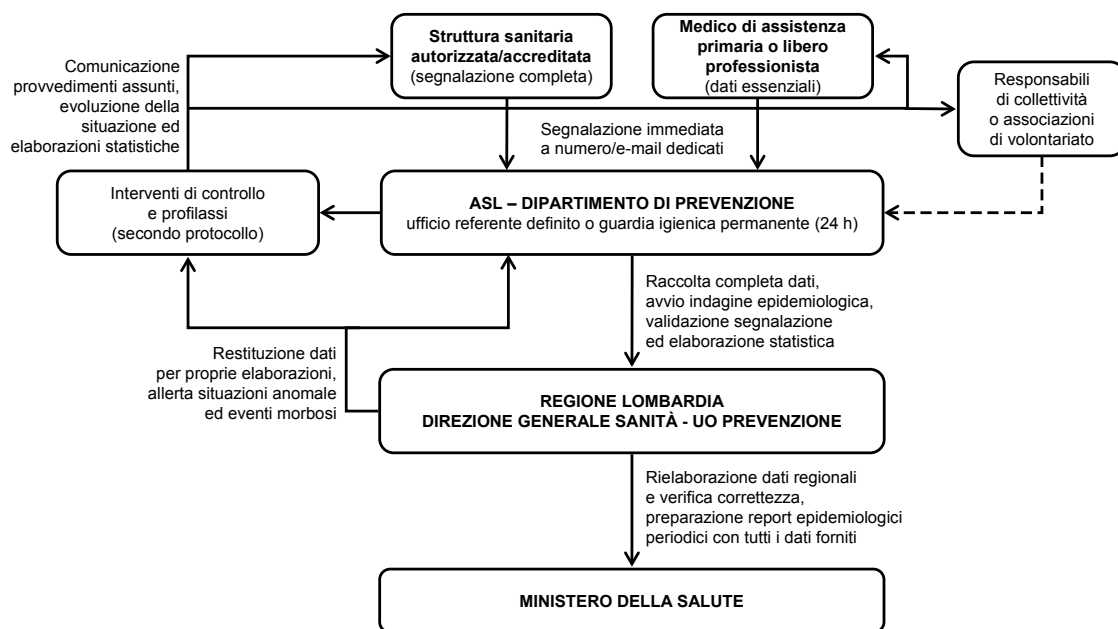 Struttura sanitaria
autorizzata/accreditata
(segnalazione completa)
Medico di assistenza
primaria o libero
professionista
(dati essenziali)
Comunicazione
provvedimenti assunti,
evoluzione della
situazione ed
elaborazioni statistiche
Responsabili
di collettività
o associazioni
di volontariato
Segnalazione immediata
a numero/e-mail dedicati
Interventi di controllo
e profilassi
(secondo protocollo)
ASL – DIPARTIMENTO DI PREVENZIONE
ufficio referente definito o guardia igienica permanente (24 h)
Raccolta completa dati,
avvio indagine epidemiologica,
validazione segnalazione
ed elaborazione statistica
Restituzione dati
per proprie elaborazioni,
allerta situazioni anomale
ed eventi morbosi
REGIONE LOMBARDIA
DIREZIONE GENERALE SANITÀ - UO PREVENZIONE
Rielaborazione dati regionali
e verifica correttezza,
preparazione report epidemiologici
periodici con tutti i dati forniti
MINISTERO DELLA SALUTE